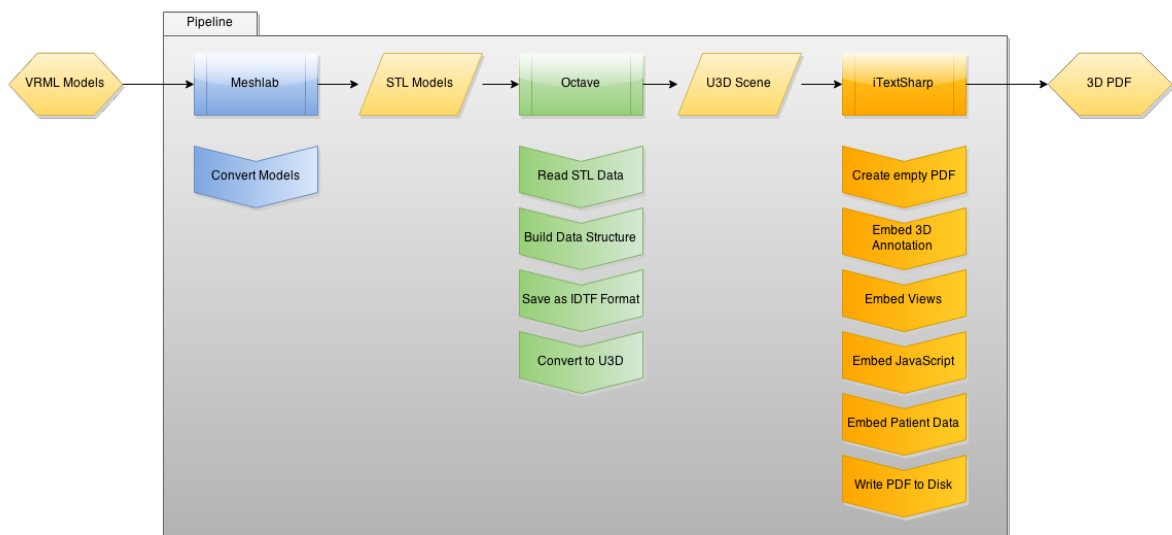 Pipeline
VRML Models
Meshlab
STL Models
Octave
U3D Scene
iTextSharp
3D PDF
Convert Models
Read STL Data
Build Data Structure
Save as IDTF Format
Convert to U3D
Create empty PDF
Embed 3D
Annotation
Embed Views
Embed JavaScript
Embed Patient Data
Write PDF to Disk